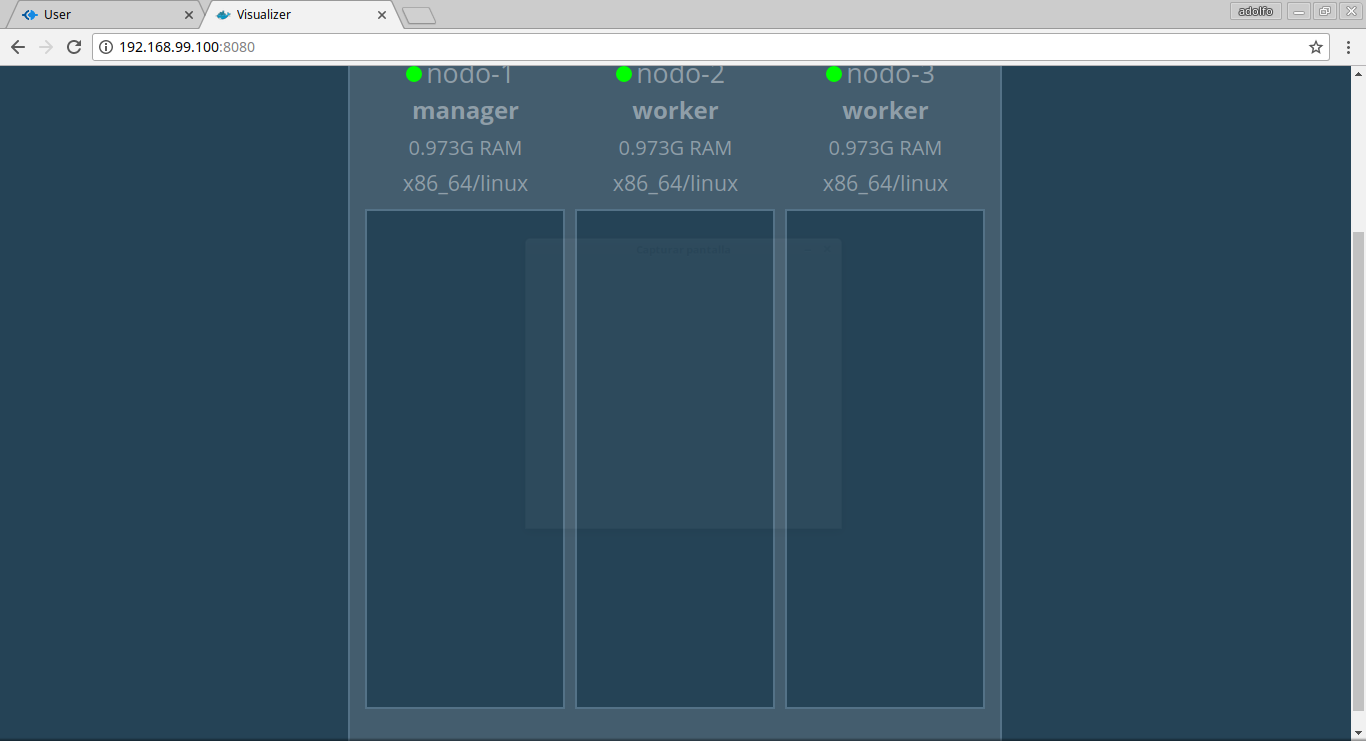 User
Visualizer
adolfo
192.168.99.100:8080
nodo-1
nodo-2
nodo-3
manager
worker
worker
0.973G RAM
0.973G RAM
0.973G RAM
x86_64/linux
x86_64/linux
x86_64/linux